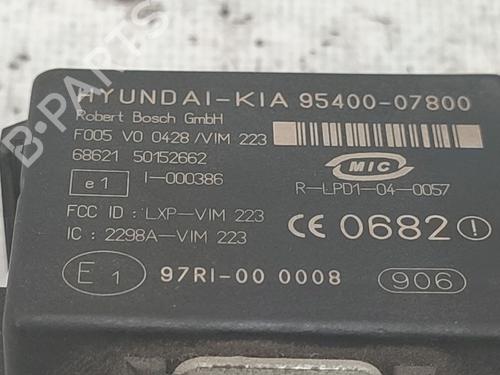 HYUNDAI-KIA 95400-07800
Robert Bosch GmbH
F005 V0 0428/VIM 223
68621 50152662
MIC
e1 I-000386
R-LPD1-04-0057
FCC ID : LXP-VIM 223
IC : 2298A-VIM 223
CE 0682 !
E1 97RI-00 0008 906
B-PARTS